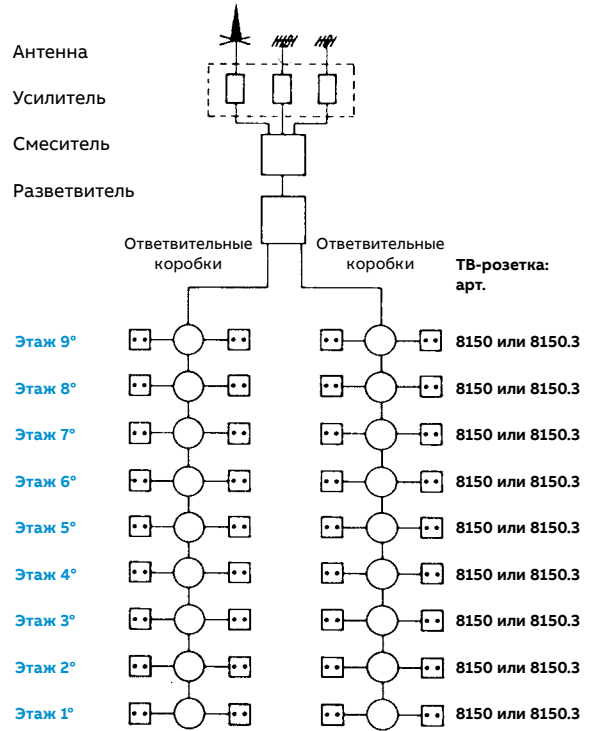 Антенна
Усилитель
Смеситель
Разветвитель
Ответвительные
коробки
Ответвительные
коробки
ТВ-розетка:
арт.
Этаж 9° 8150 или 8150.3
Этаж 8° 8150 или 8150.3
Этаж 7° 8150 или 8150.3
Этаж 6° 8150 или 8150.3
Этаж 5° 8150 или 8150.3
Этаж 4° 8150 или 8150.3
Этаж 3° 8150 или 8150.3
Этаж 2° 8150 или 8150.3
Этаж 1° 8150 или 8150.3